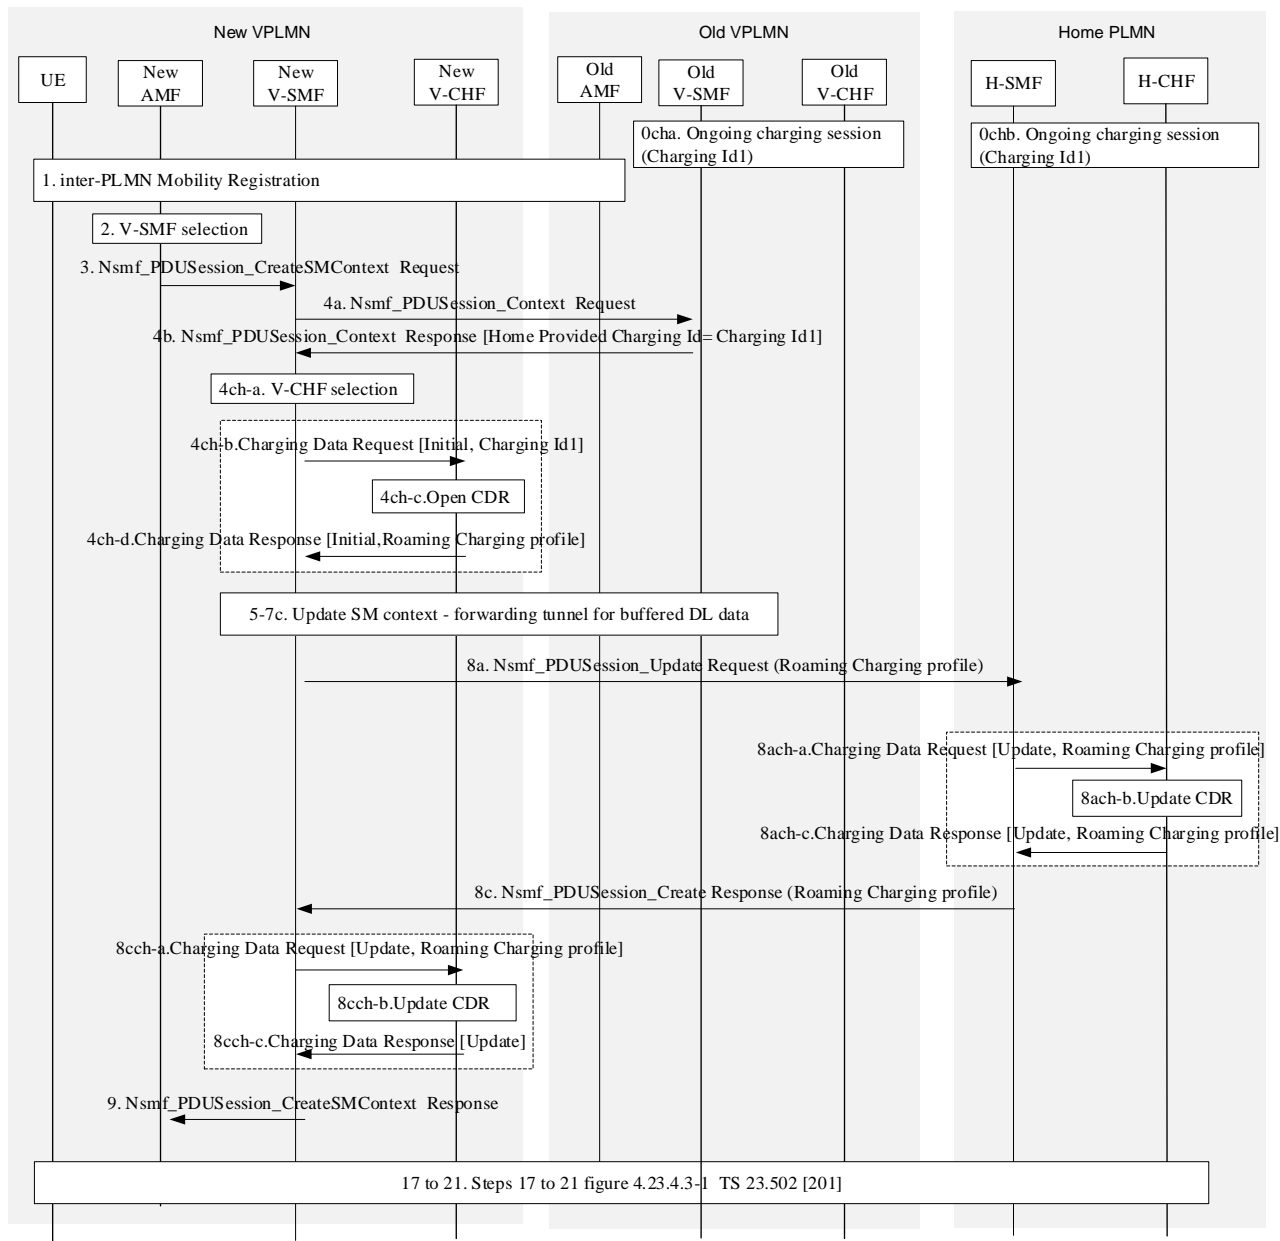 New VPLMN
Old VPLMN
Home PLMN
UE
New
AMF
New
V-SMF
New
V-CHF
Old
AMF
Old
V-SMF
Old
V-CHF
H-SMF
H-CHF
0cha. Ongoing charging session
(Charging Id1)
0chb. Ongoing charging session
(Charging Id1)
1. inter-PLMN Mobility Registration
2. V-SMF selection
3. Nsmf_PDUSession_CreateSMContext Request
4a. Nsmf_PDUSession_Context Request
4b. Nsmf_PDUSession_Context Response [Home Provided Charging Id= Charging Id1]
4ch-a. V-CHF selection
4ch-b.Charging Data Request [Initial, Charging Id1]
4ch-c.Open CDR
4ch-d.Charging Data Response [Initial,Roaming Charging profile]
5-7c. Update SM context - forwarding tunnel for buffered DL data
8a. Nsmf_PDUSession_Update Request (Roaming Charging profile)
8ach-a.Charging Data Request [Update, Roaming Charging profile]
8ach-b.Update CDR
8ach-c.Charging Data Response [Update, Roaming Charging profile]
8c. Nsmf_PDUSession_Create Response (Roaming Charging profile)
8cch-a.Charging Data Request [Update, Roaming Charging profile]
8cch-b.Update CDR
8cch-c.Charging Data Response [Update]
9. Nsmf_PDUSession_CreateSMContext Response
17 to 21. Steps 17 to 21 figure 4.23.4.3-1 TS 23.502 [201]